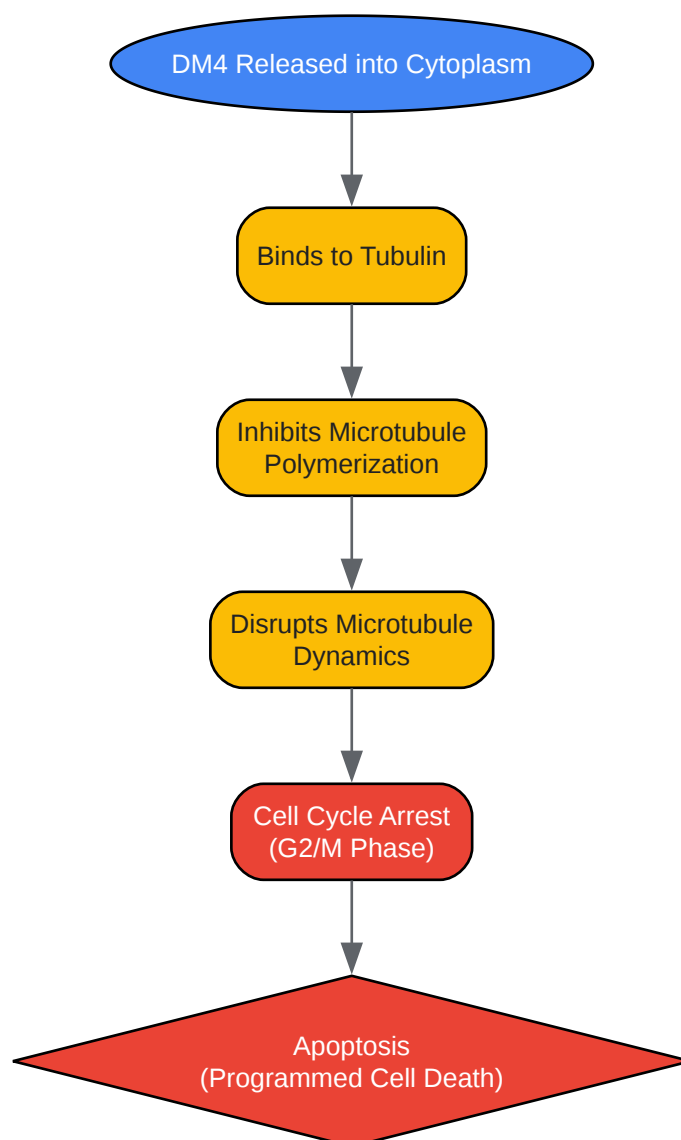 DM4 Released into Cytoplasm
Binds to Tubulin
Inhibits Microtubule
Polymerization
Disrupts Microtubule
Dynamics
Cell Cycle Arrest
(G2/M Phase)
Apoptosis
(Programmed Cell Death)